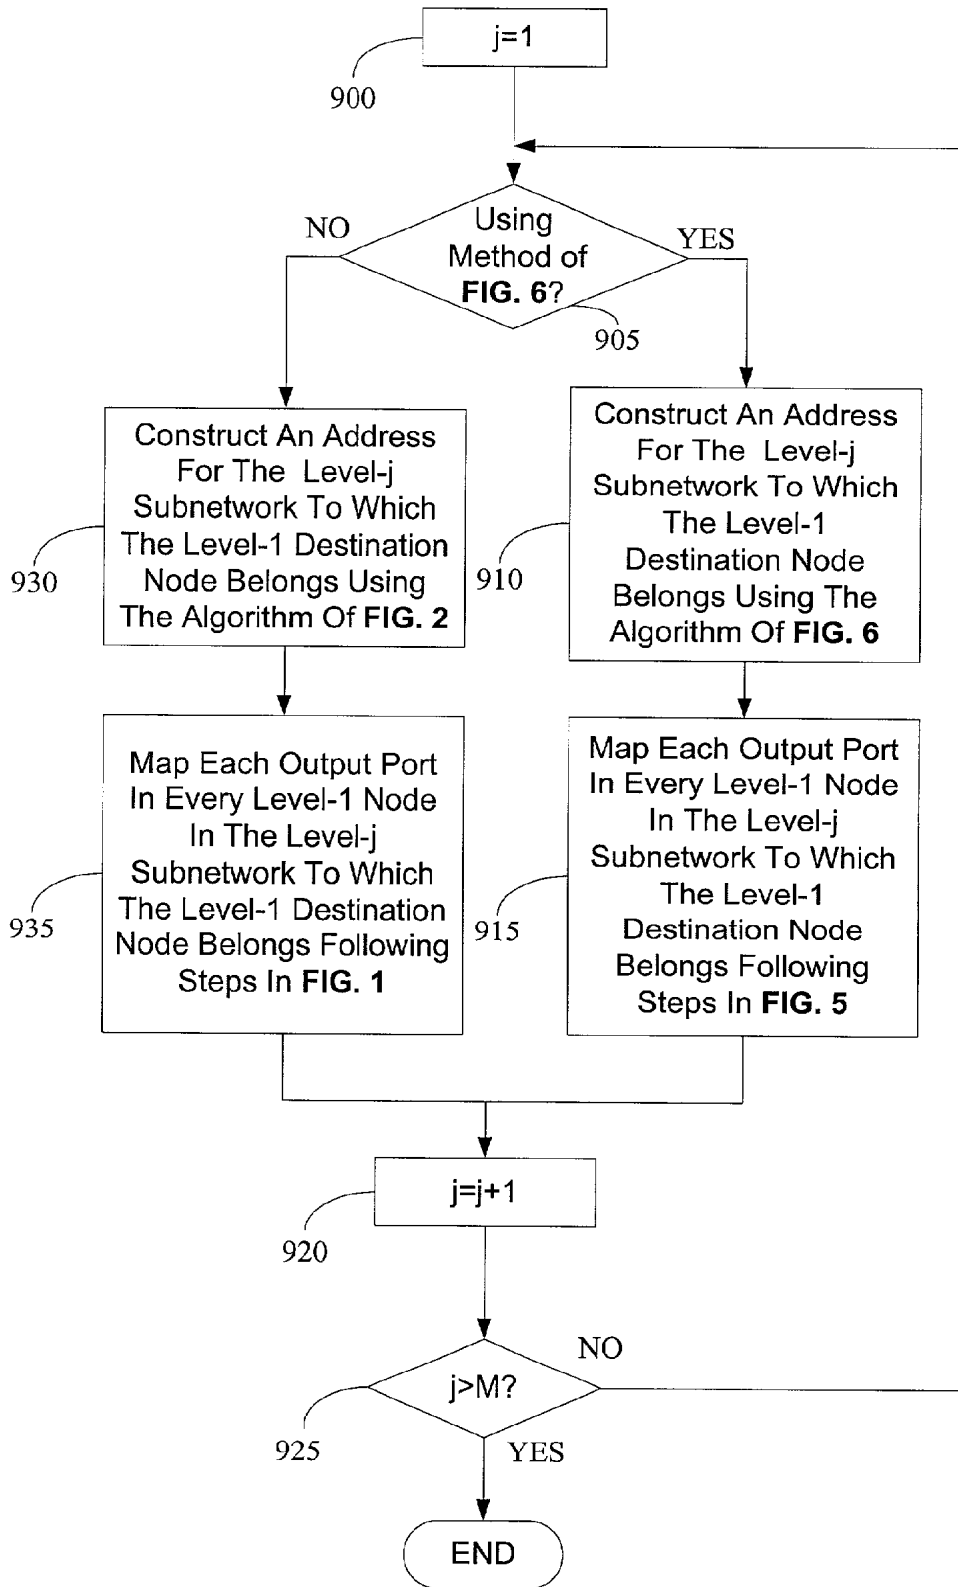 j=1
900
Using
Method of
FIG. 6?
NO
YES
905
Construct An Address
For The Level-j
Subnetwork To Which
The Level-1 Destination
Node Belongs Using
The Algorithm Of FIG. 2
930
Construct An Address
For The Level-j
Subnetwork To Which
The Level-1
Destination Node
Belongs Using The
Algorithm Of FIG. 6
910
Map Each Output Port
In Every Level-1 Node
In The Level-j
Subnetwork To Which
The Level-1 Destination
Node Belongs Following
Steps In FIG. 1
935
Map Each Output Port
In Every Level-1 Node
In The Level-j
Subnetwork To Which
The Level-1
Destination Node
Belongs Following
Steps In FIG. 5
915
j=j+1
920
j>M?
NO
925
YES
END